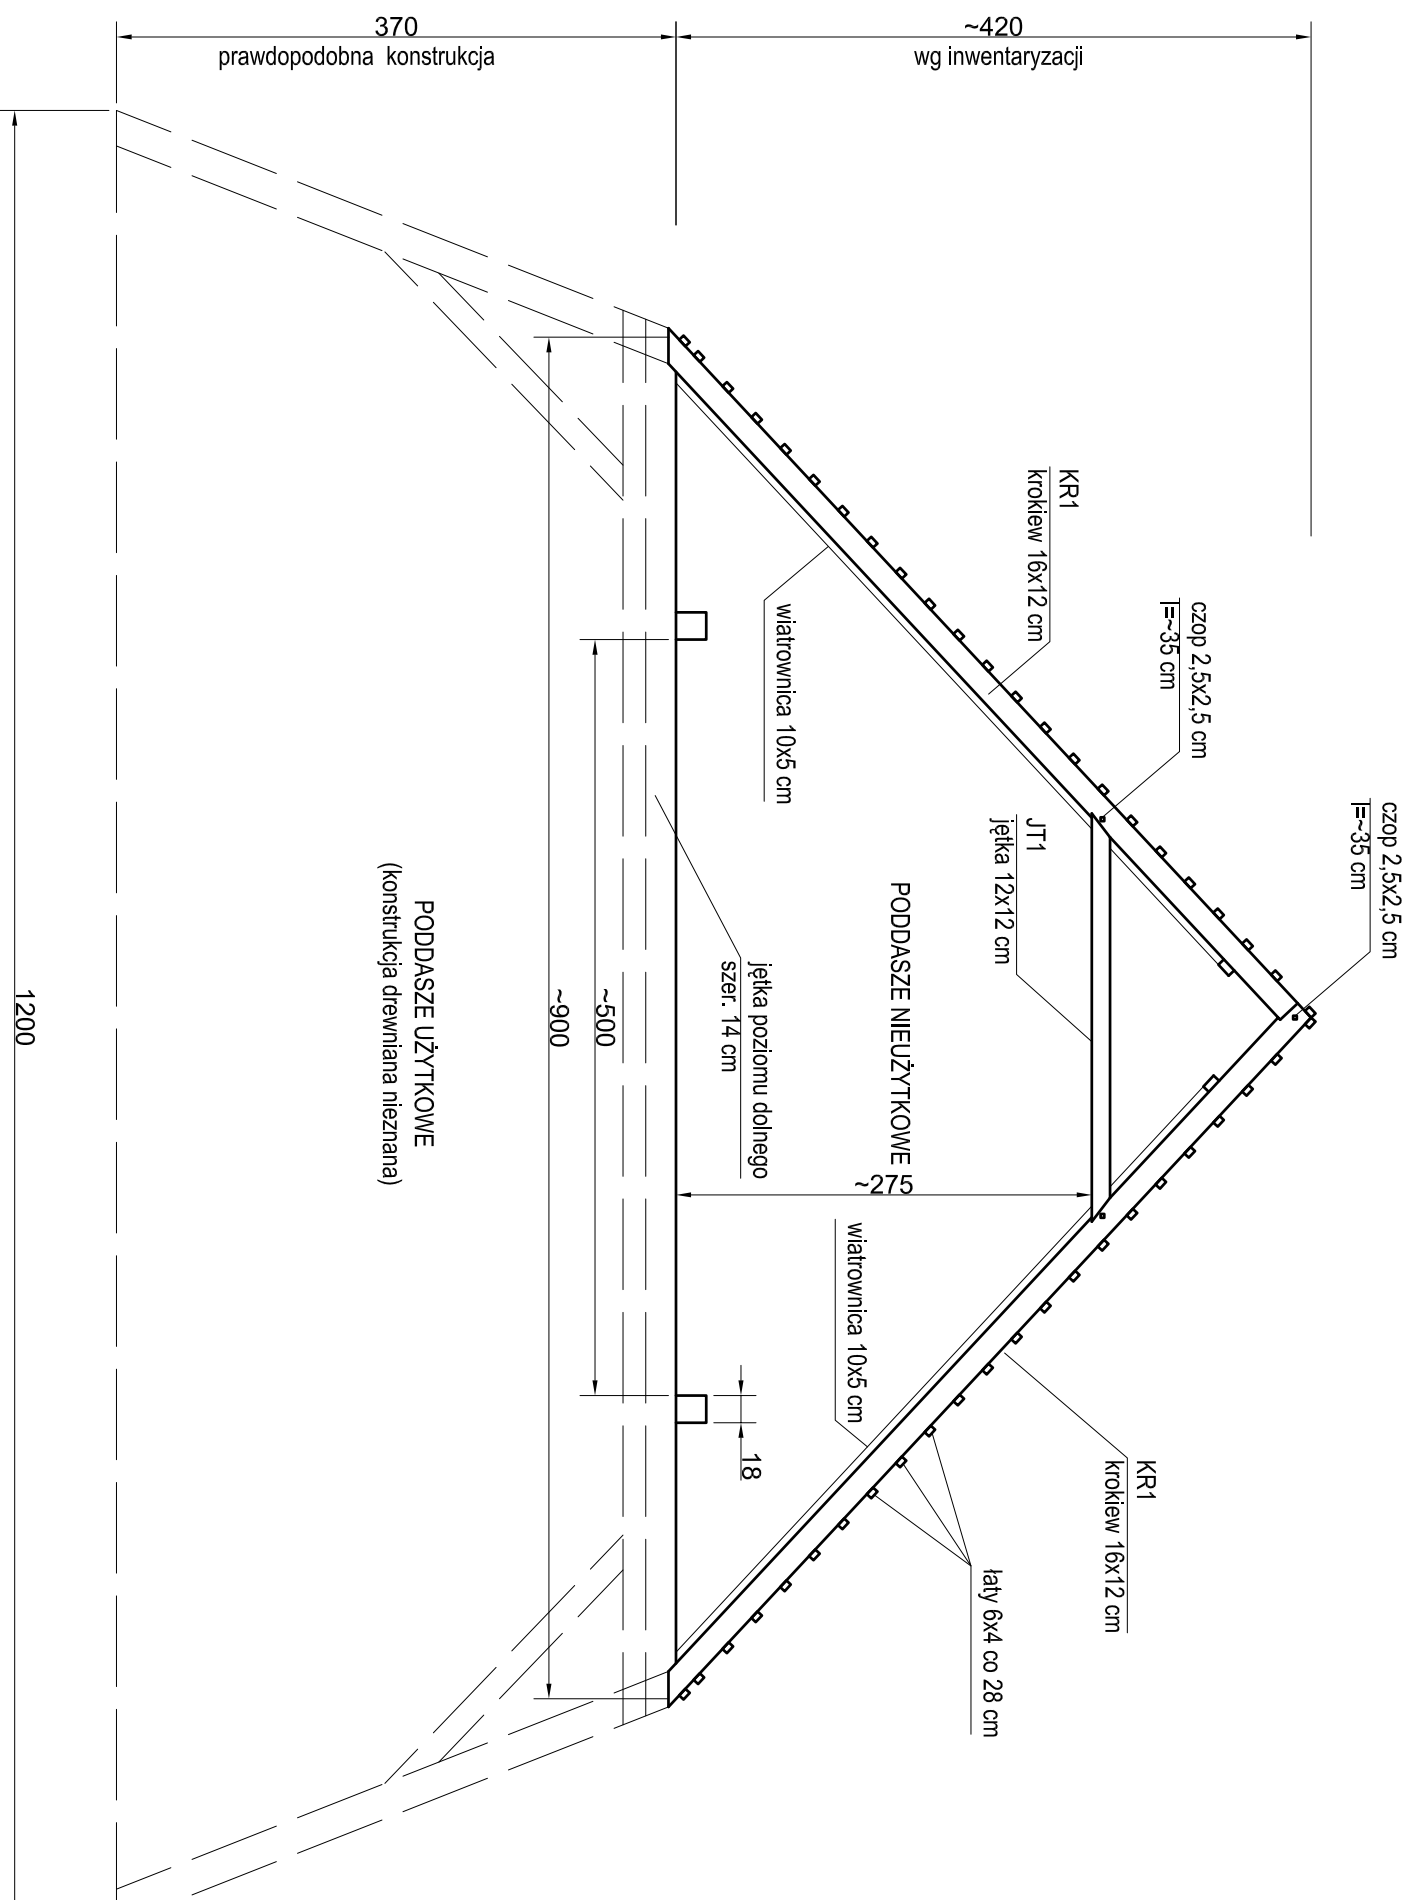 370
prawdopodobna konstrukcja
~420
wg inwentaryzacji
czop 2,5x2,5 cm
l=~35 cm
czop 2,5x2,5 cm
l=~35 cm
KR1
krokiew 16x12 cm
wiatrownica 10x5 cm
JT1
jętka 12x12 cm
PODDASZE NIEUŻYTKOWE
~275
jętka poziomu dolnego
szer. 14 cm
~500
~900
PODDASZE UŻYTKOWE
(konstrukcja drewniana nieznana)
1200
wiatrownica 10x5 cm
18
KR1
krokiew 16x12 cm
łaty 6x4 co 28 cm